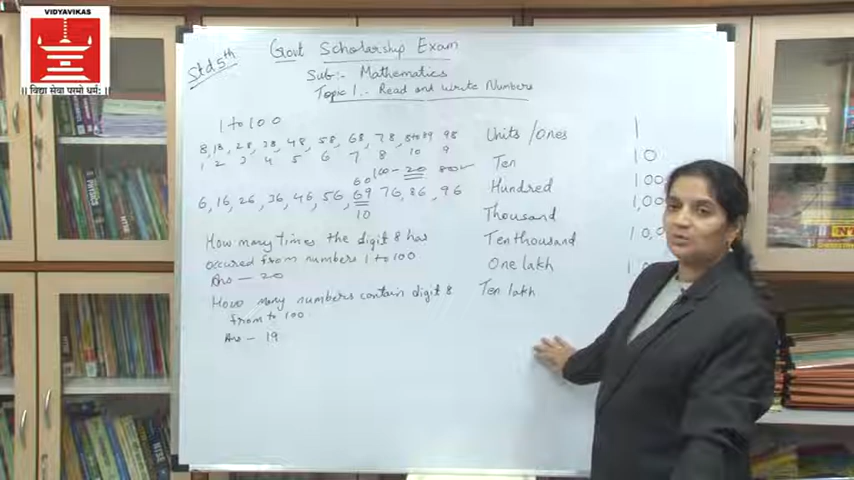 VIDYAVIKAS
|| विद्या सेवा परमो धर्मः ||
Std 5th
Govt Scholarship Exam
Sub:- Mathematics
Topic 1.- Read and Write Numbers
1 to 100
8, 18, 28, 38, 48, 58, 68, 78, 8 to 89 98
1 2 3 4 5 6 7 8 10 9
60 100 - 20
6, 16, 26, 36, 46, 56, 69 76, 86, 96
10
How many times the digit 8 has
occured from numbers 1 to 100
Ans - 20
How many numbers contain digit 8
from to 100
Ans - 19
Units / Ones 1
Ten 10
Hundred 100
Thousand 1,00
Ten thousand 10,0
One lakh
Ten lakh
PHYSICS